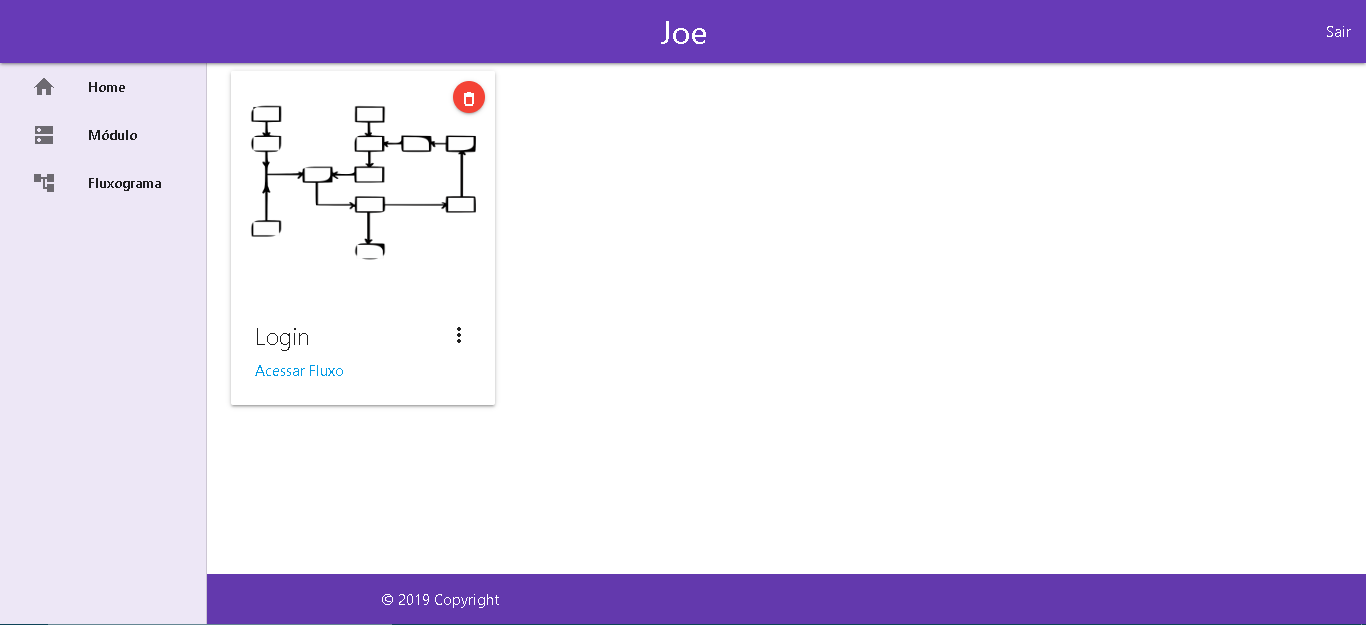 Joe
Sair
Home
Módulo
Fluxograma
Login
Acessar Fluxo
© 2019 Copyright